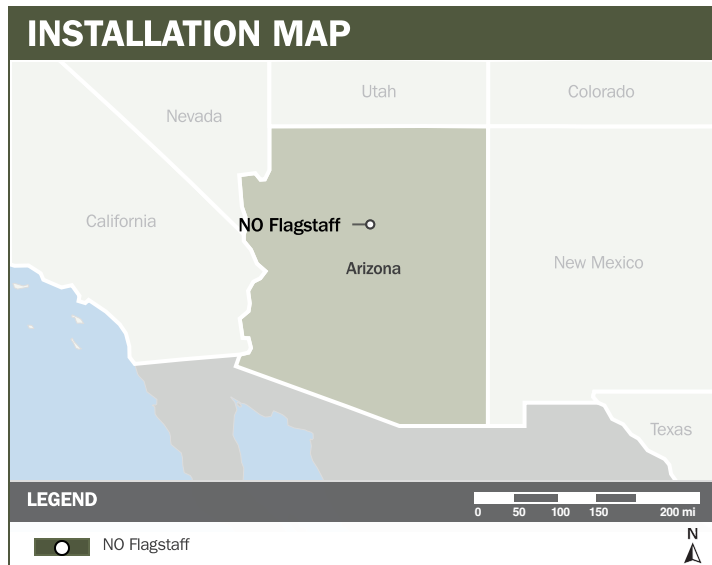 INSTALLATION MAP
Utah
Colorado
Nevada
California
NO Flagstaff
Arizona
New Mexico
Texas
LEGEND
0 50 100 150 200 mi
NO Flagstaff
N